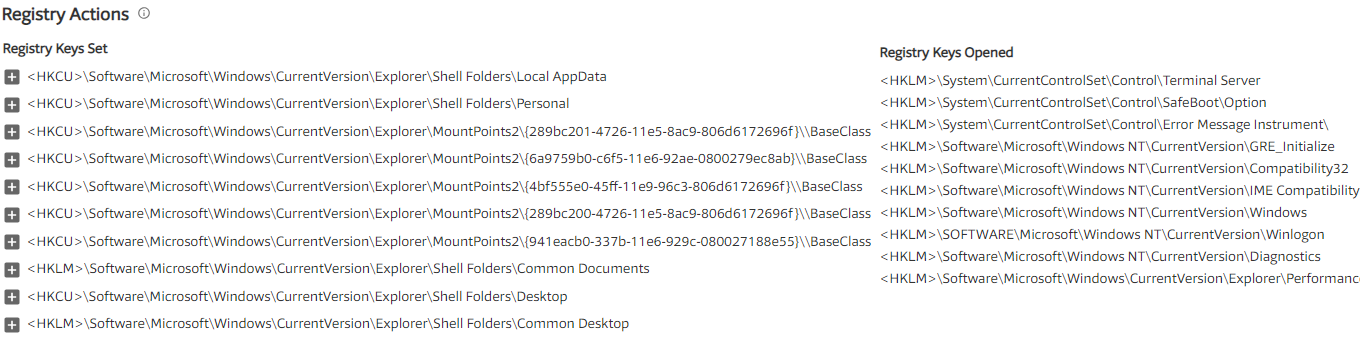 Registry Actions
Registry Keys Set
<HKCU>\Software\Microsoft\Windows\CurrentVersion\Explorer\Shell Folders\Local AppData
<HKCU>\Software\Microsoft\Windows\CurrentVersion\Explorer\Shell Folders\Personal
<HKCU>\Software\Microsoft\Windows\CurrentVersion\Explorer\MountPoints2\{289bc201-4726-11e5-8ac9-806d6172696f}\\BaseClass
<HKCU>\Software\Microsoft\Windows\CurrentVersion\Explorer\MountPoints2\{6a9759b0-c6f5-11e6-92ae-0800279ec8ab}\\BaseClass
<HKCU>\Software\Microsoft\Windows\CurrentVersion\Explorer\MountPoints2\{4bf555e0-45ff-11e9-96c3-806d6172696f}\\BaseClass
<HKCU>\Software\Microsoft\Windows\CurrentVersion\Explorer\MountPoints2\{289bc200-4726-11e5-8ac9-806d6172696f}\\BaseClass
<HKCU>\Software\Microsoft\Windows\CurrentVersion\Explorer\MountPoints2\{941eacb0-337b-11e6-929c-080027188e55}\\BaseClass
<HKLM>\Software\Microsoft\Windows\CurrentVersion\Explorer\Shell Folders\Common Documents
<HKCU>\Software\Microsoft\Windows\CurrentVersion\Explorer\Shell Folders\Desktop
<HKLM>\Software\Microsoft\Windows\CurrentVersion\Explorer\Shell Folders\Common Desktop
Registry Keys Opened
<HKLM>\System\CurrentControlSet\Control\Terminal Server
<HKLM>\System\CurrentControlSet\Control\SafeBoot\Option
<HKLM>\System\CurrentControlSet\Control\Error Message Instrument\
<HKLM>\Software\Microsoft\Windows NT\CurrentVersion\GRE_Initialize
<HKLM>\Software\Microsoft\Windows NT\CurrentVersion\Compatibility32
<HKLM>\Software\Microsoft\Windows NT\CurrentVersion\IME Compatibility
<HKLM>\Software\Microsoft\Windows NT\CurrentVersion\Windows
<HKLM>\SOFTWARE\Microsoft\Windows NT\CurrentVersion\Winlogon
<HKLM>\Software\Microsoft\Windows NT\CurrentVersion\Diagnostics
<HKLM>\Software\Microsoft\Windows\CurrentVersion\Explorer\Performance